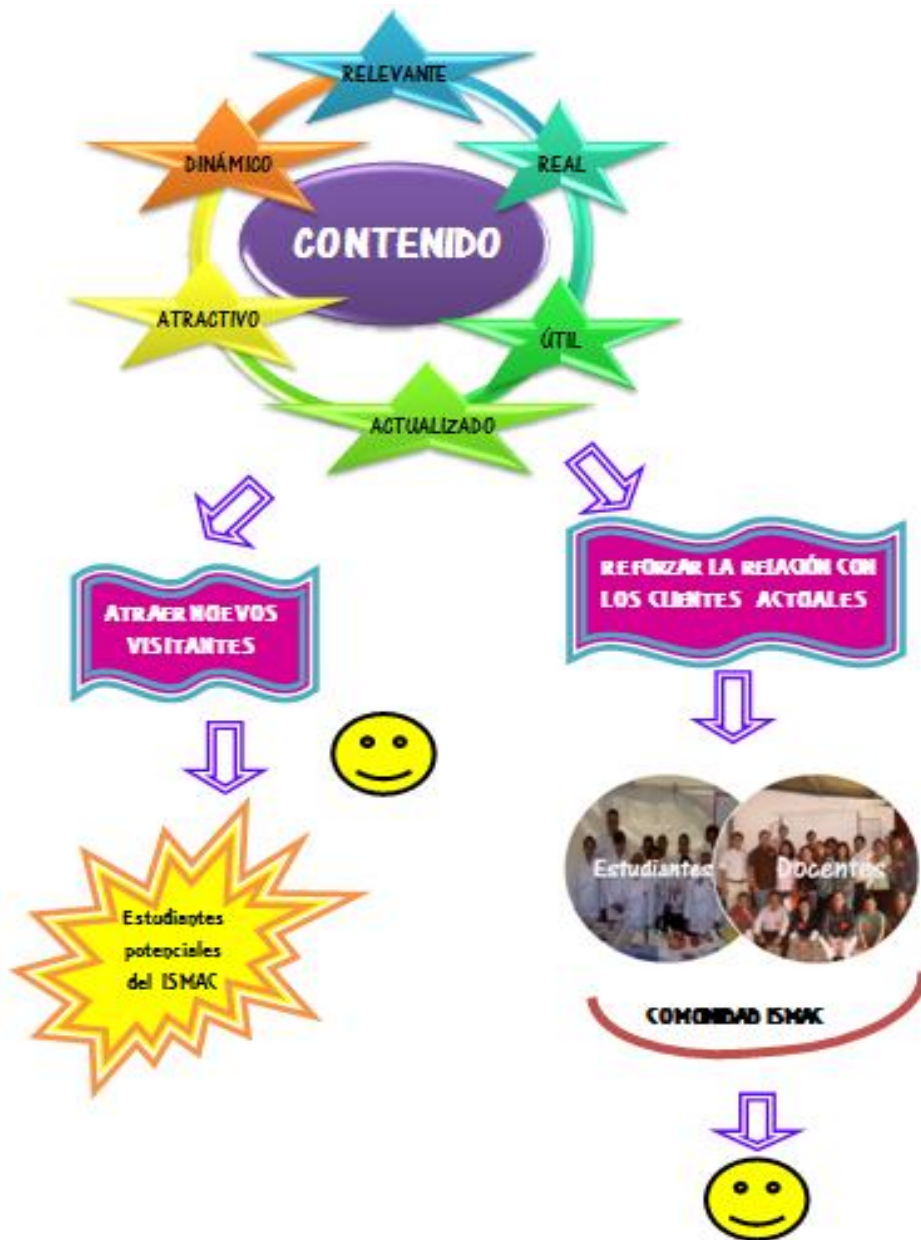 RELEVANTE
DINÁMICO
REAL
CONTENIDO
ATRACTIVO
ÚTIL
ACTUALIZADO
ATRAER NUEVOS
VISITANTES
REFORZAR LA RELACIÓN CON
LOS CLIENTES ACTUALES
Estudiantes
potenciales
del ISMAC
Estudiantes
Docentes
COMUNIDAD ISMAC